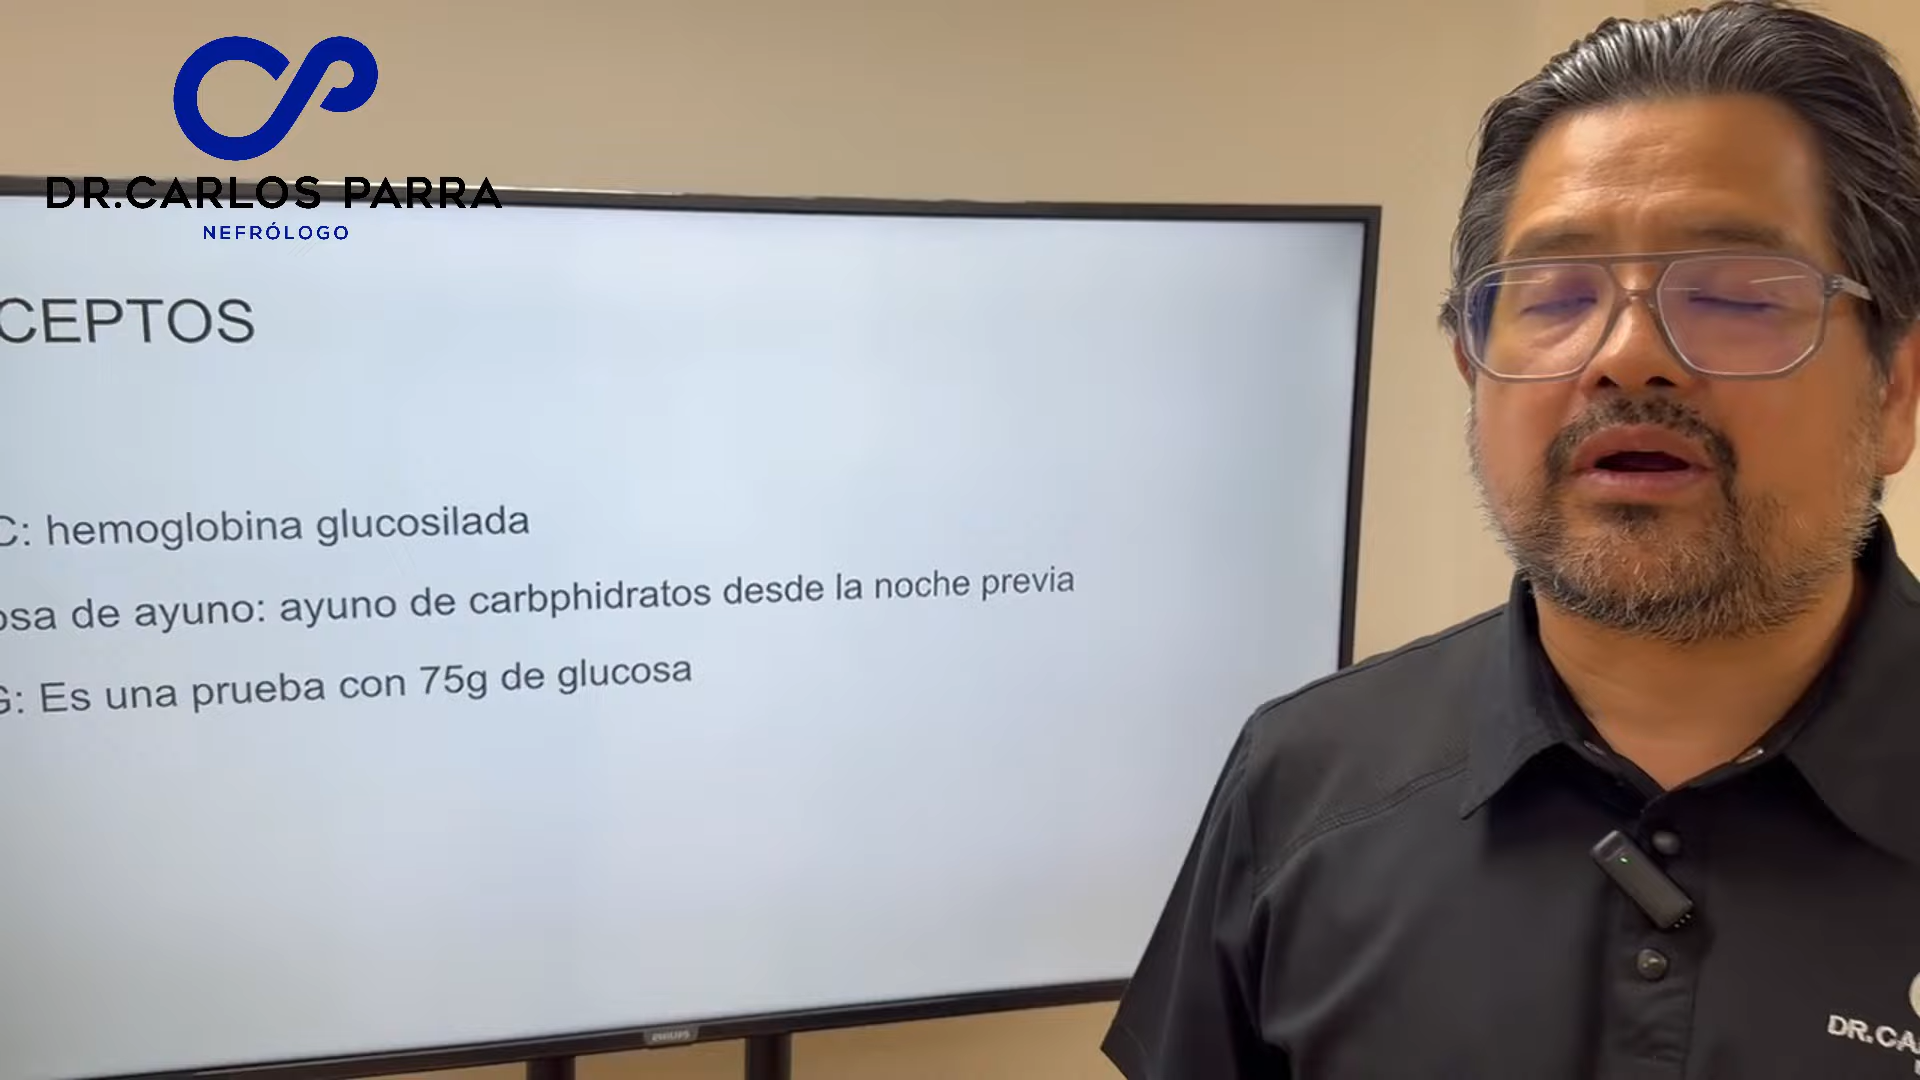 DR.CARLOS PARRA
NEFRÓLOGO
CEPTOS
C: hemoglobina glucosilada
osa de ayuno: ayuno de carbphidratos desde la noche previa
G: Es una prueba con 75g de glucosa
PHILIPS
DR.CA